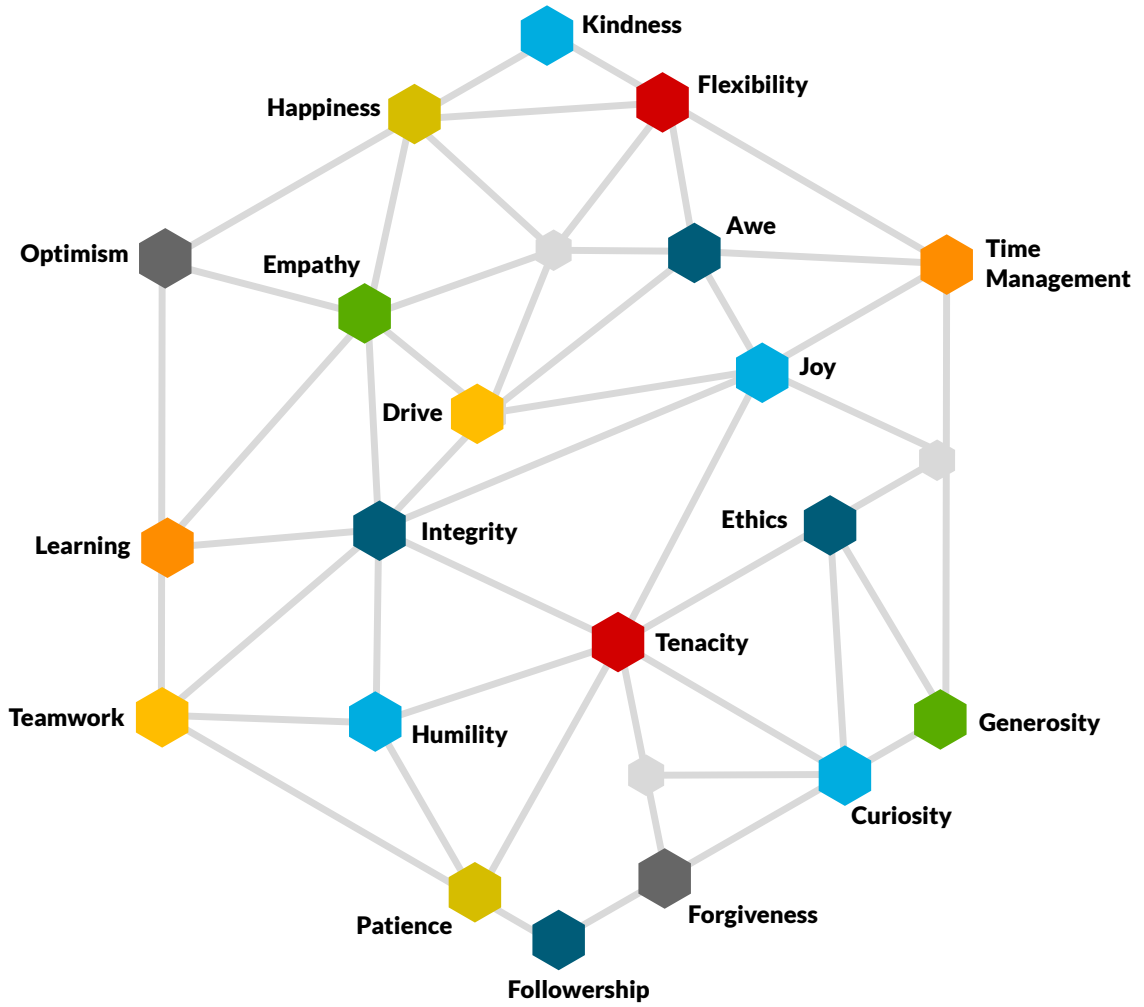 Kindness
Flexibility
Happiness
Awe
Optimism
Time
Management
Empathy
Joy
Drive
Ethics
Integrity
Learning
Tenacity
Teamwork
Humility
Generosity
Curiosity
Forgiveness
Patience
Followership